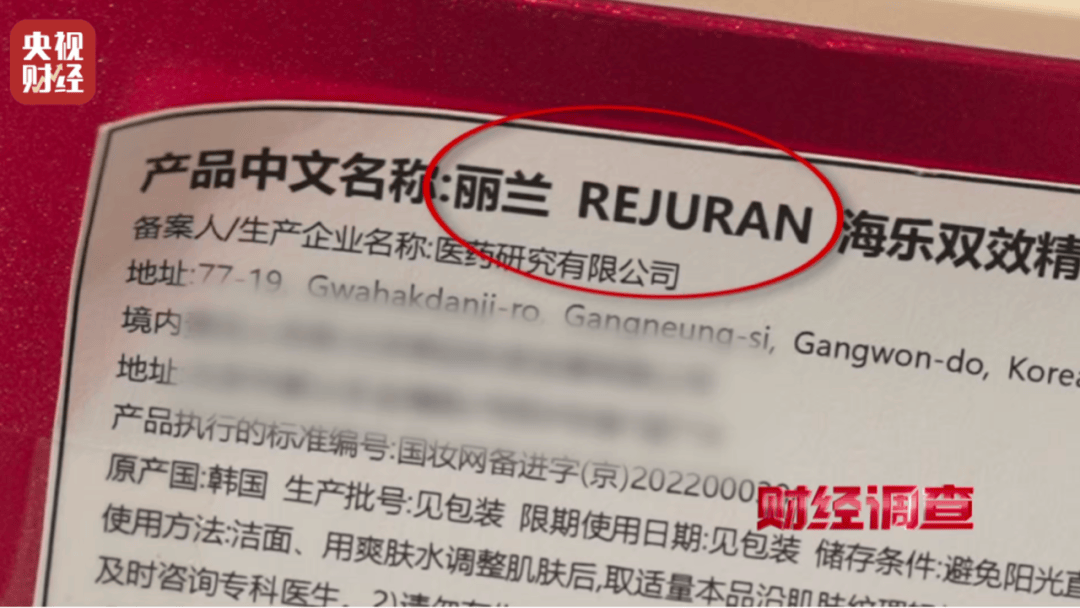 央视
财经
产品中文名称:丽兰 REJURAN 海乐双效精
备案人/生产企业名称:医药研究有限公司
地址:77-19, Gwahakdanji-ro, Gangneung-si, Gangwon-do, Korea
境内
地址
产品执行的标准编号:国妆网备进字(京)202200
原产国:韩国 生产批号:见包装 限期使用日期:见包装 储存条件:避免阳光直
使用方法:洁面、用爽肤水调整肌肤后,取适量本品沿肌肤纹理
及时咨询专科医生。2)请勿
财经调查